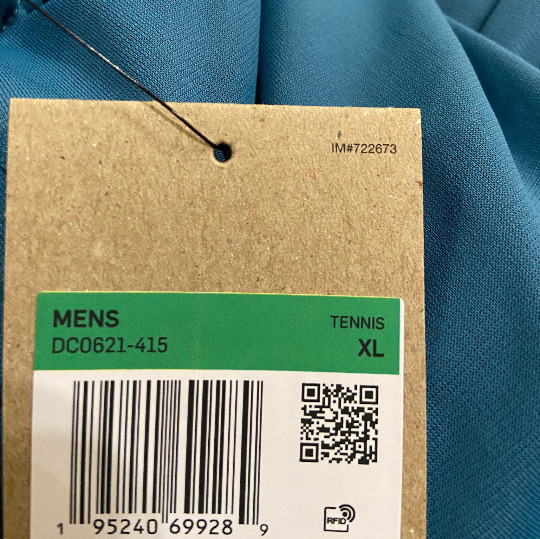 IM#722673
MENS
TENNIS
DC0621-415
XL
RFID
1 95240 69928 9